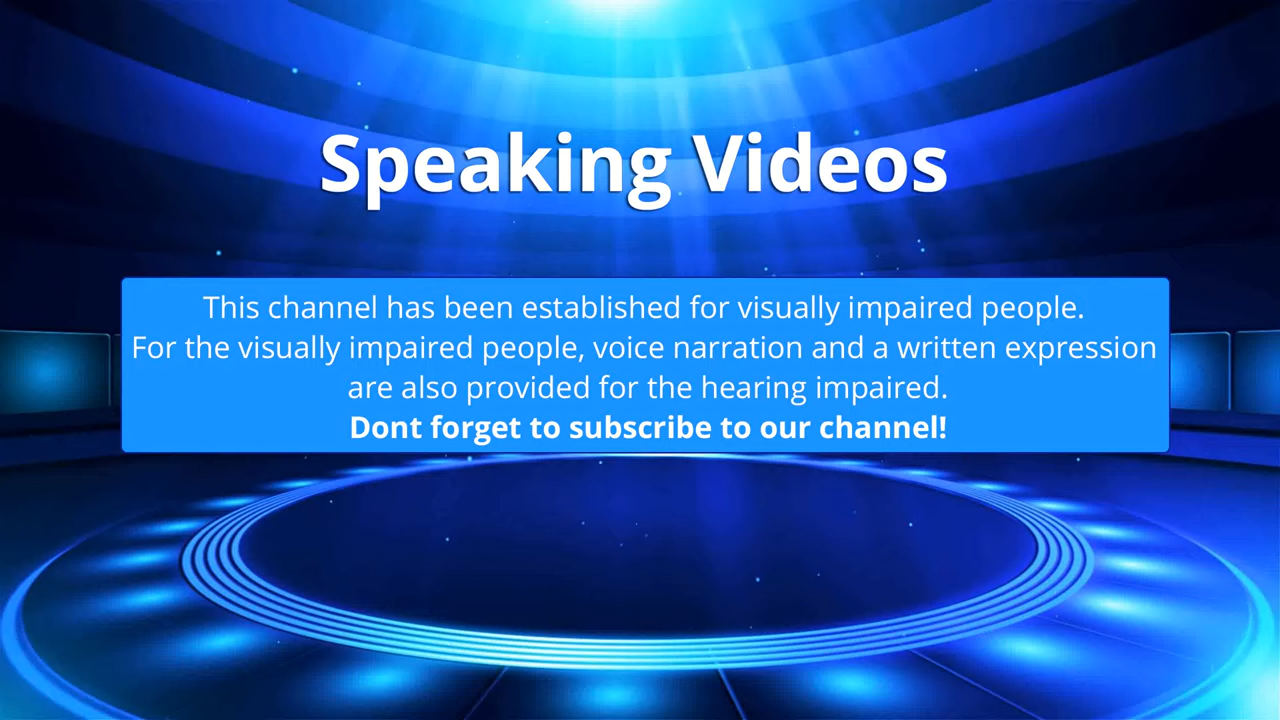 Speaking Videos
This channel has been established for visually impaired people.
For the visually impaired people, voice narration and a written expression
are also provided for the hearing impaired.
Dont forget to subscribe to our channel!